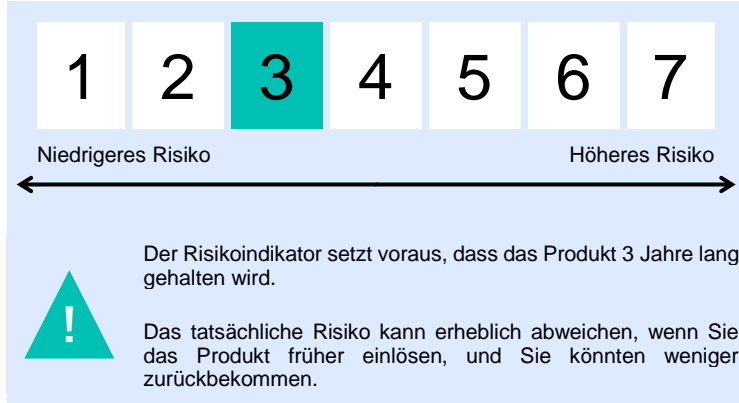 1 2 3 4 5 6 7
Niedrigeres Risiko Höheres Risiko
Der Risikoindikator setzt voraus, dass das Produkt 3 Jahre lang
gehalten wird.
!
Das tatsächliche Risiko kann erheblich abweichen, wenn Sie
das Produkt früher einlösen, und Sie könnten weniger
zurückbekommen.